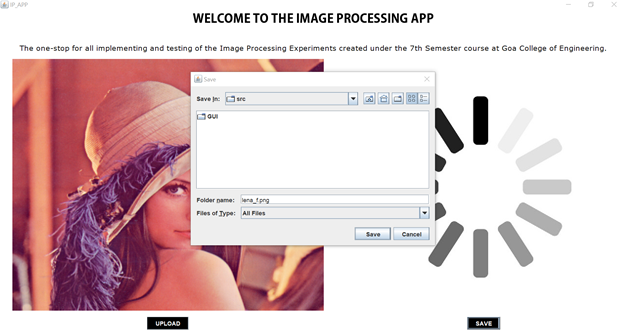 IP_APP
WELCOME TO THE IMAGE PROCESSING APP
The one-stop for all implementing and testing of the Image Processing Experiments created under the 7th Semester course at Goa College of Engineering.
Save
Save in: src
GUI
Folder name: lena_f.png
Files of Type: All Files
Save Cancel
UPLOAD SAVE